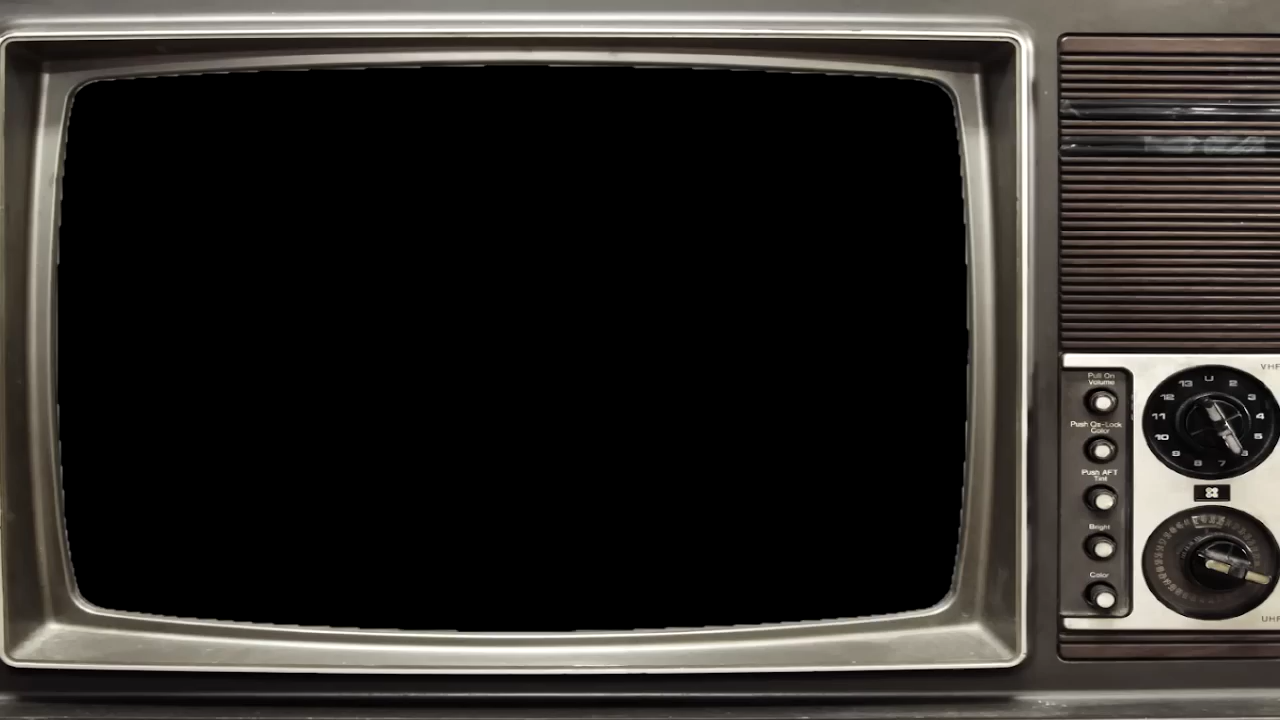 VHF
Pull On
Volume
Push On-Lock
Color
Push AFT
Tint
Bright
Color
13 U 2
12 3
11 4
10 5
9
8 7
UHF